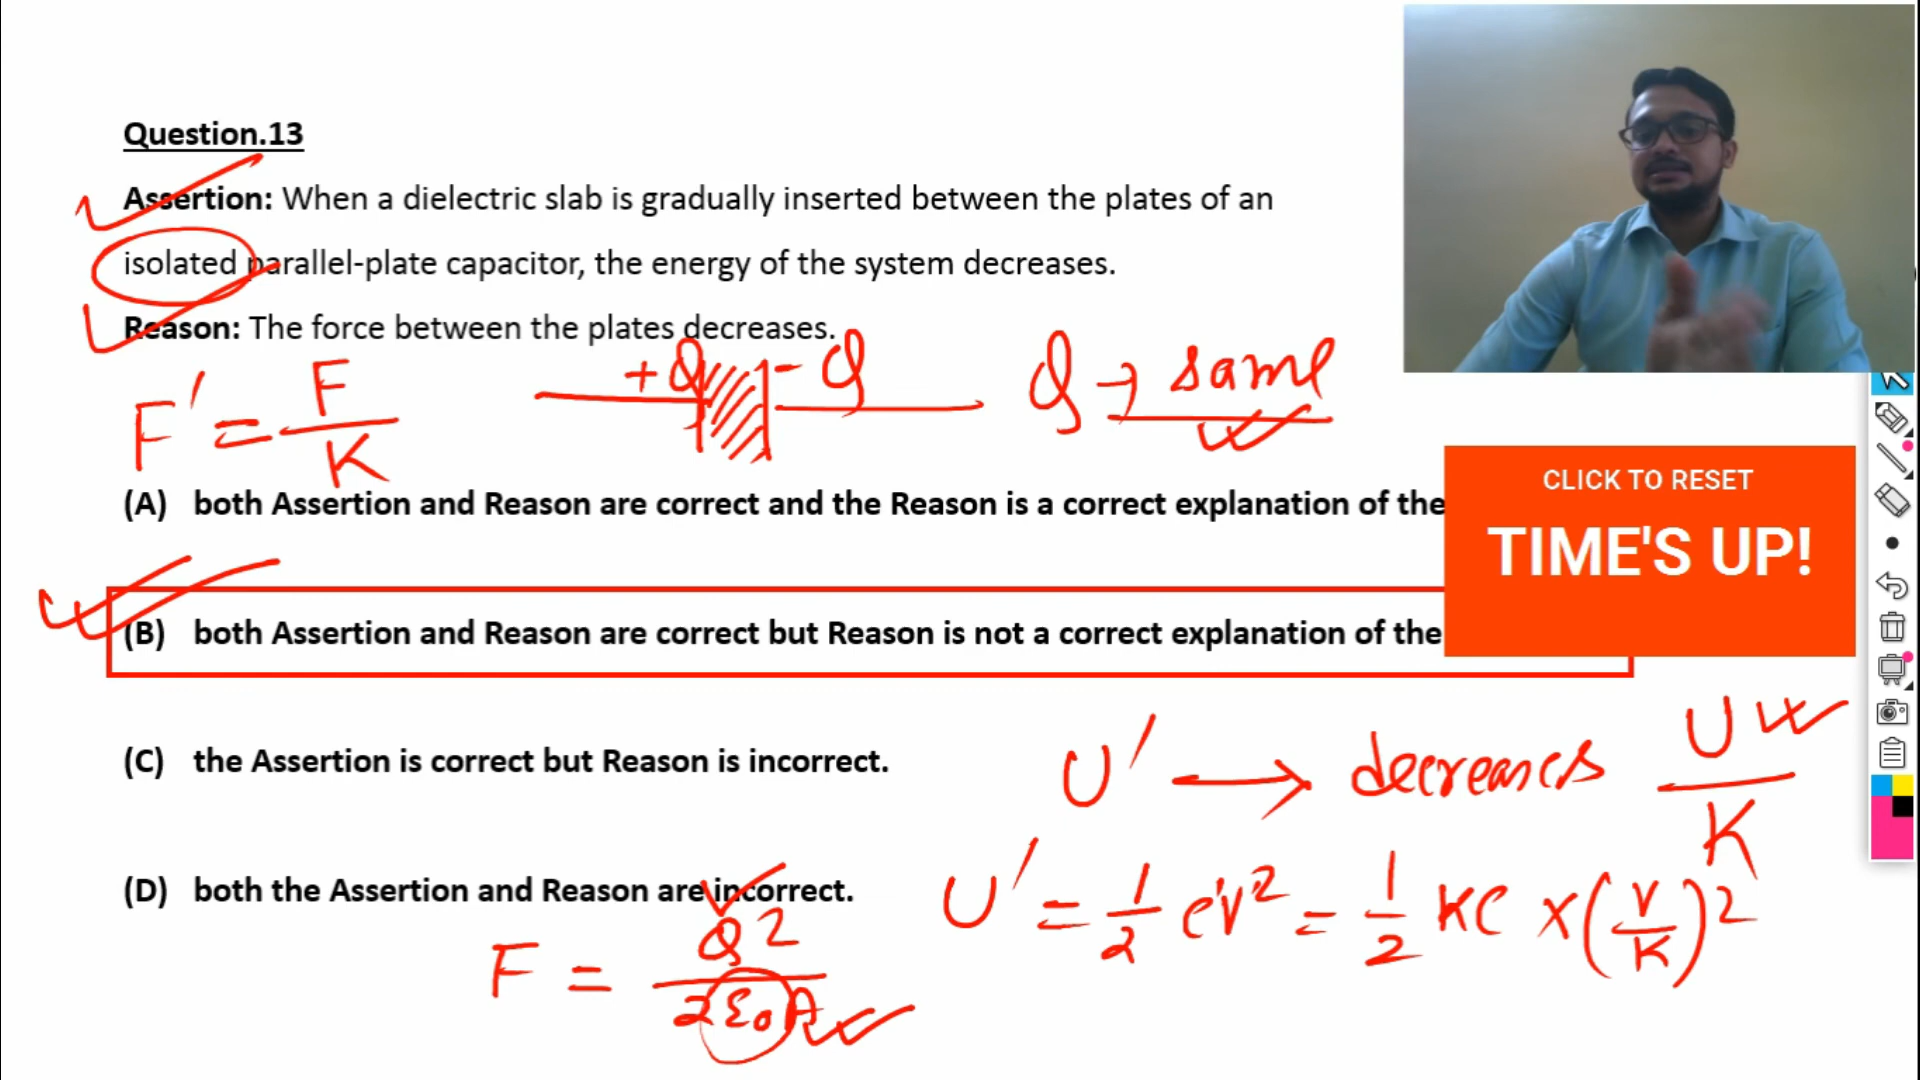 Question.13
Assertion: When a dielectric slab is gradually inserted between the plates of an
isolated parallel-plate capacitor, the energy of the system decreases.
Reason: The force between the plates decreases.
F' = F/K
+Q -Q
Q → same
(A) both Assertion and Reason are correct and the Reason is a correct explanation of the
CLICK TO RESET
TIME'S UP!
(B) both Assertion and Reason are correct but Reason is not a correct explanation of the
(C) the Assertion is correct but Reason is incorrect.
U' → decreases U/K
(D) both the Assertion and Reason are incorrect.
U' = 1/2 C'V'2 = 1/2 KC × (V/K)2
F = Q2/2ε0A